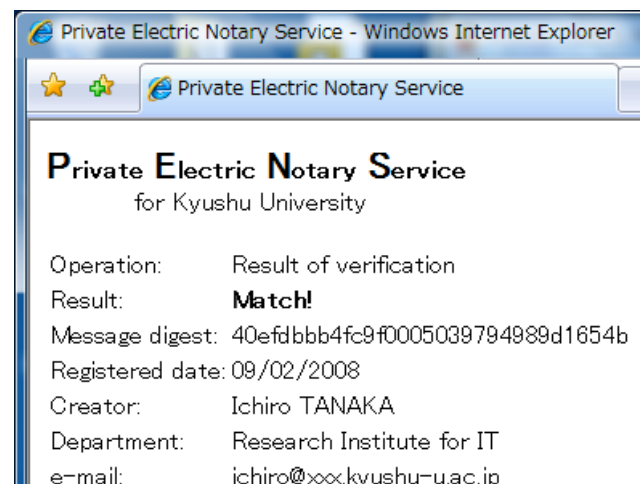 Private Electric Notary Service - Windows Internet Explorer
Private Electric Notary Service
Private Electric Notary Service
for Kyushu University
Operation: Result of verification
Result: Match!
Message digest: 40efdbbb4fc9f0005039794989d1654b
Registered date: 09/02/2008
Creator: Ichiro TANAKA
Department: Research Institute for IT
e-mail: ichiro@xxx.kyushu-u.ac.jp